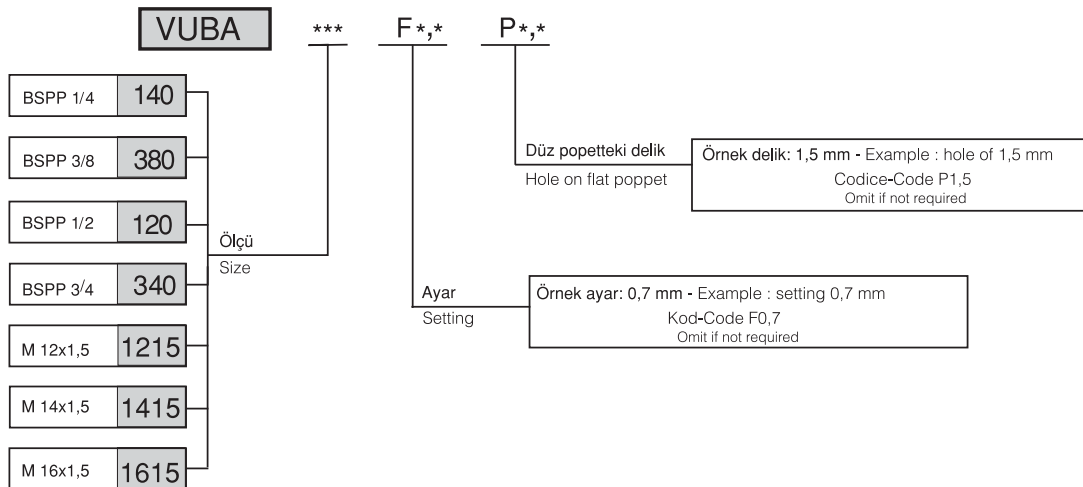 VUBA *** F*,* P*,*
BSPP 1/4 140
BSPP 3/8 380
BSPP 1/2 120
BSPP 3/4 340
M 12x1,5 1215
M 14x1,5 1415
M 16x1,5 1615
Ölçü
Size
Düz popetteki delik
Hole on flat poppet
Örnek delik: 1,5 mm - Example : hole of 1,5 mm
Codice-Code P1,5
Omit if not required
Ayar
Setting
Örnek ayar: 0,7 mm - Example : setting 0,7 mm
Kod-Code F0,7
Omit if not required